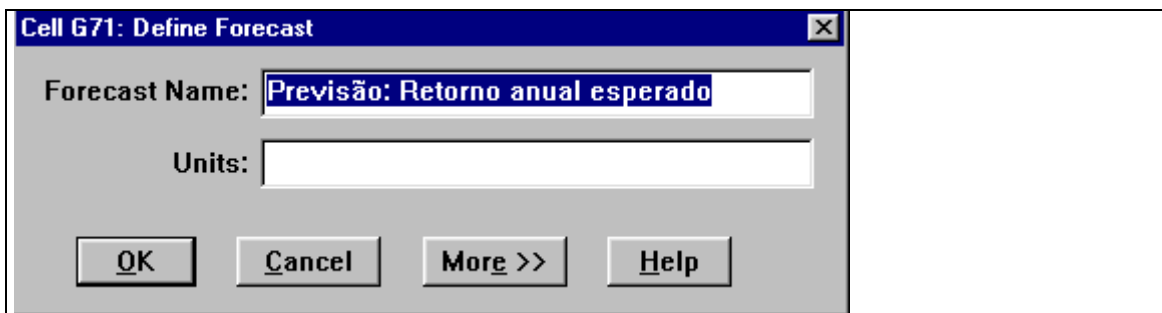 Cell G71: Define Forecast
Forecast Name: Previsão: Retorno anual esperado
Units:
OK Cancel More >> Help